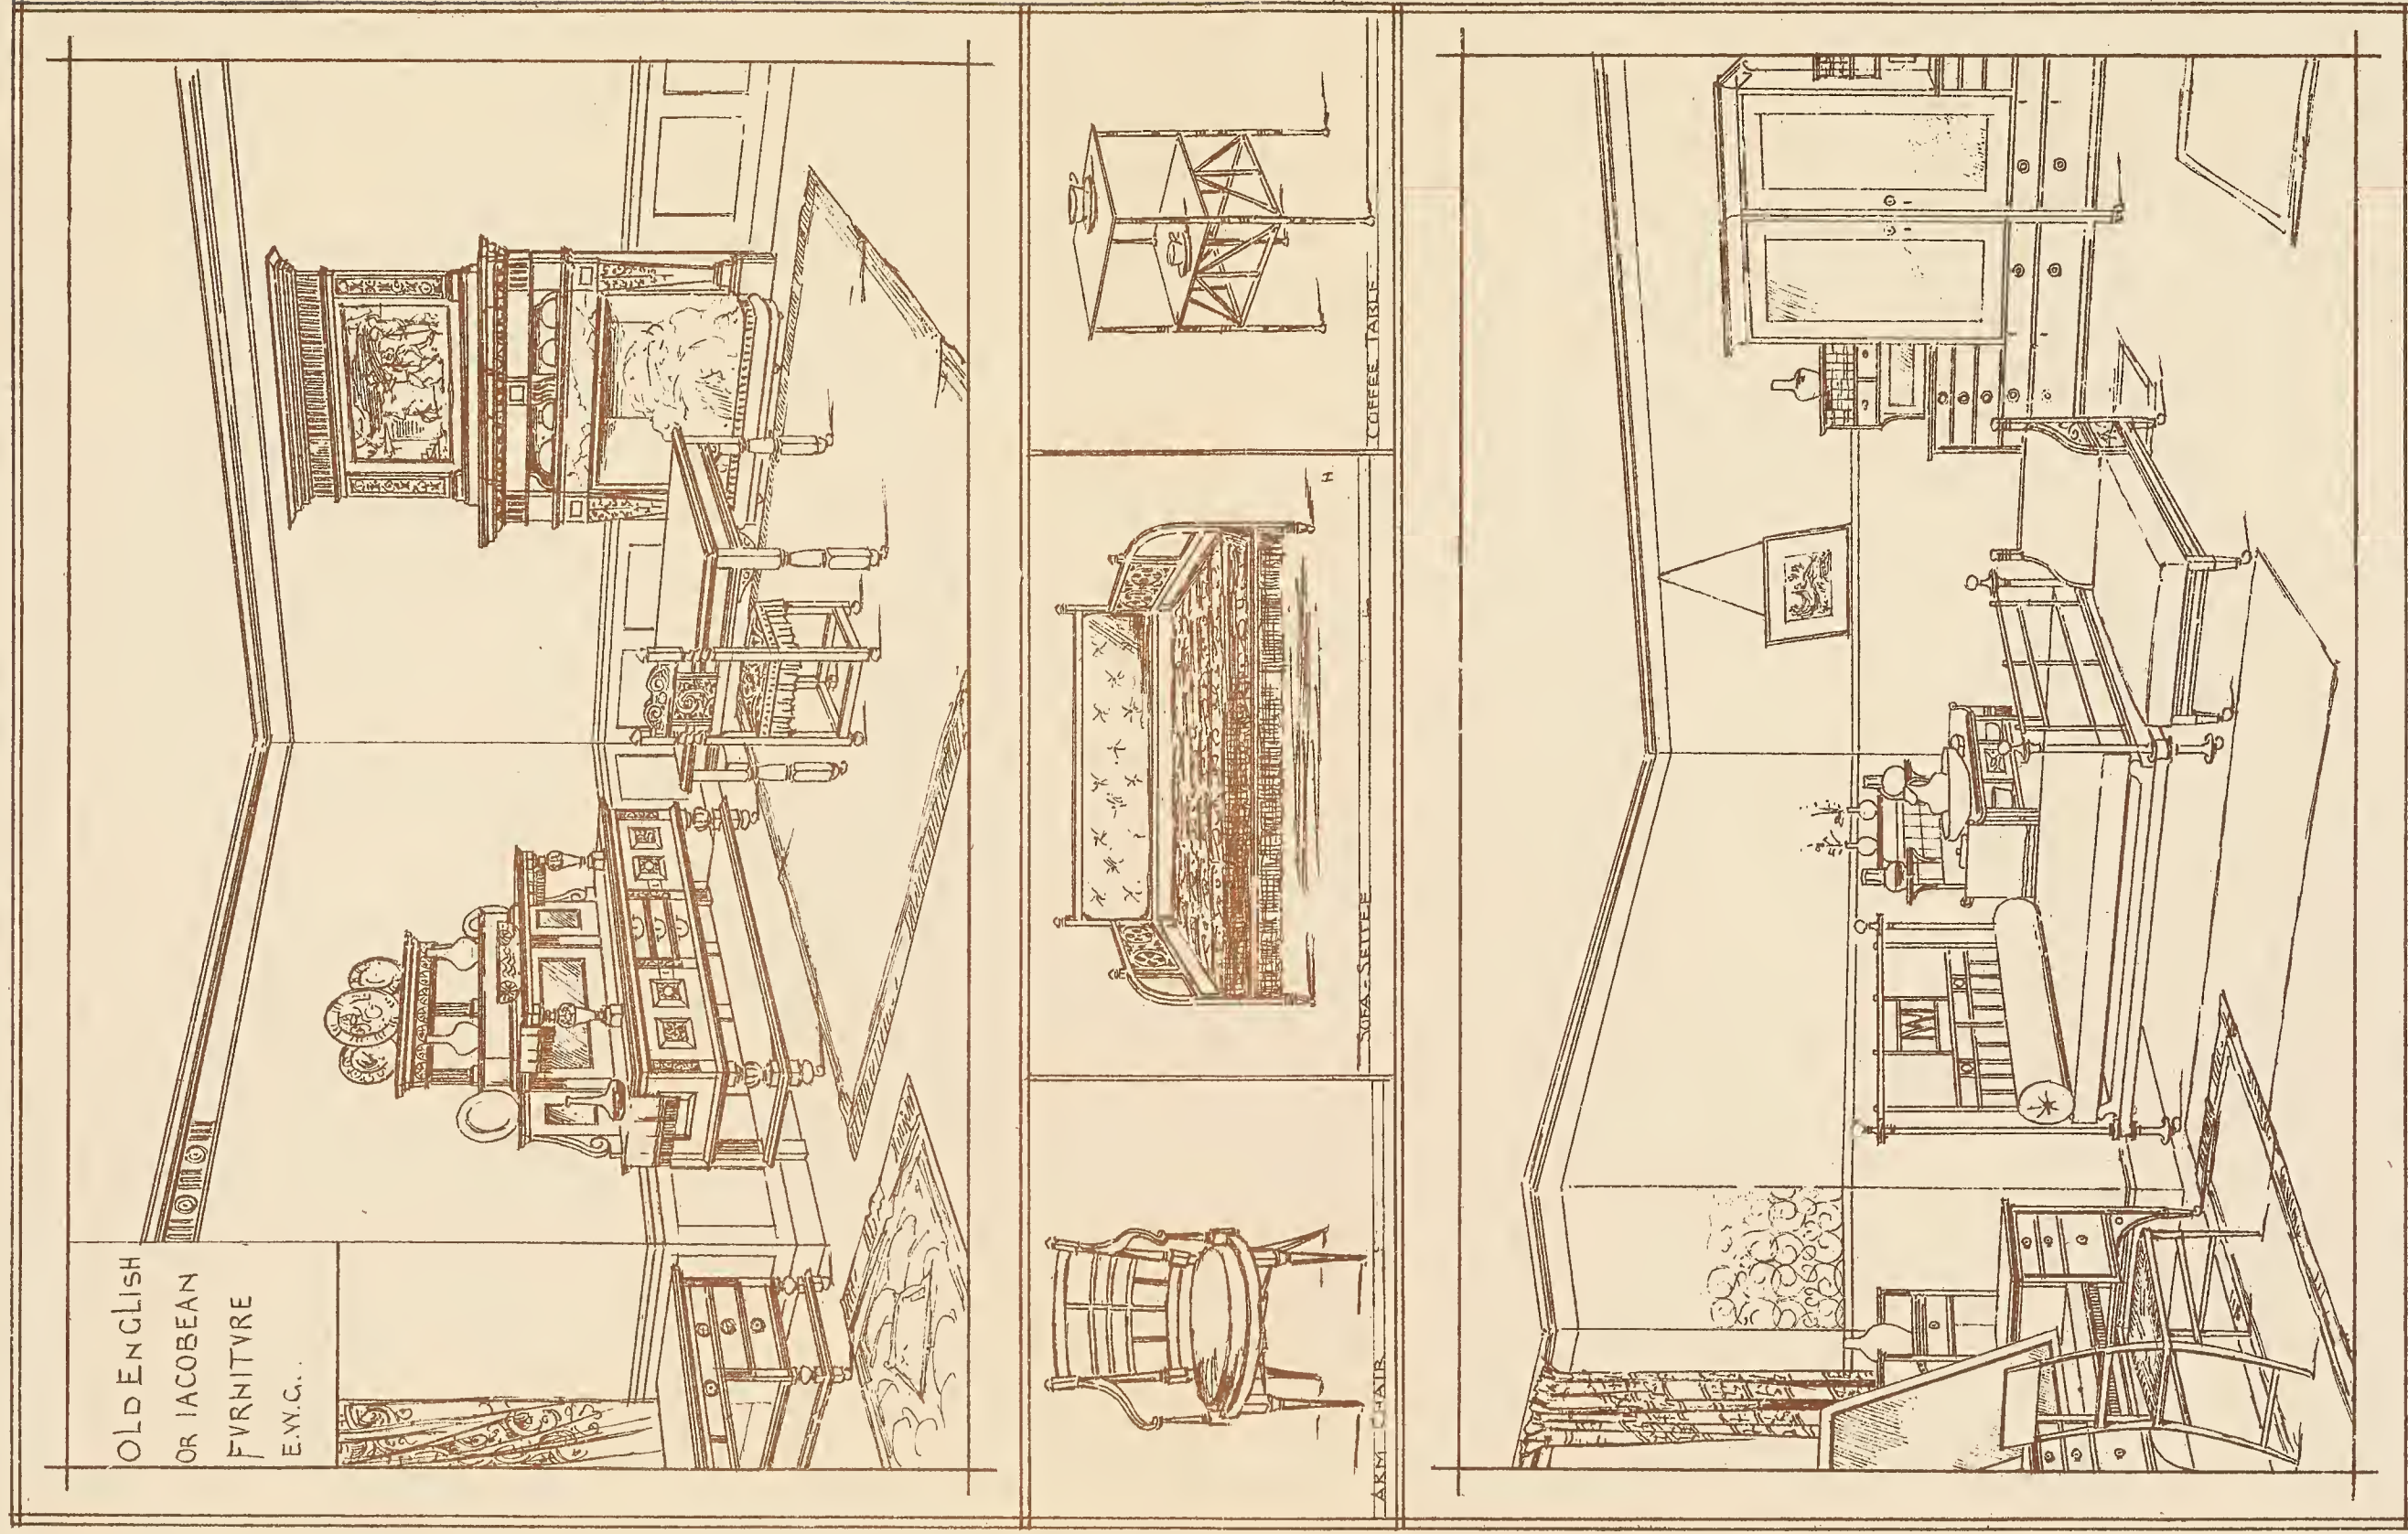 OLD ENGLISH
OR IACOBEAN
FVRNITVRE
E.W.G.
ARM CHAIR
SOFA-SETTEE
COFFEE TABLE